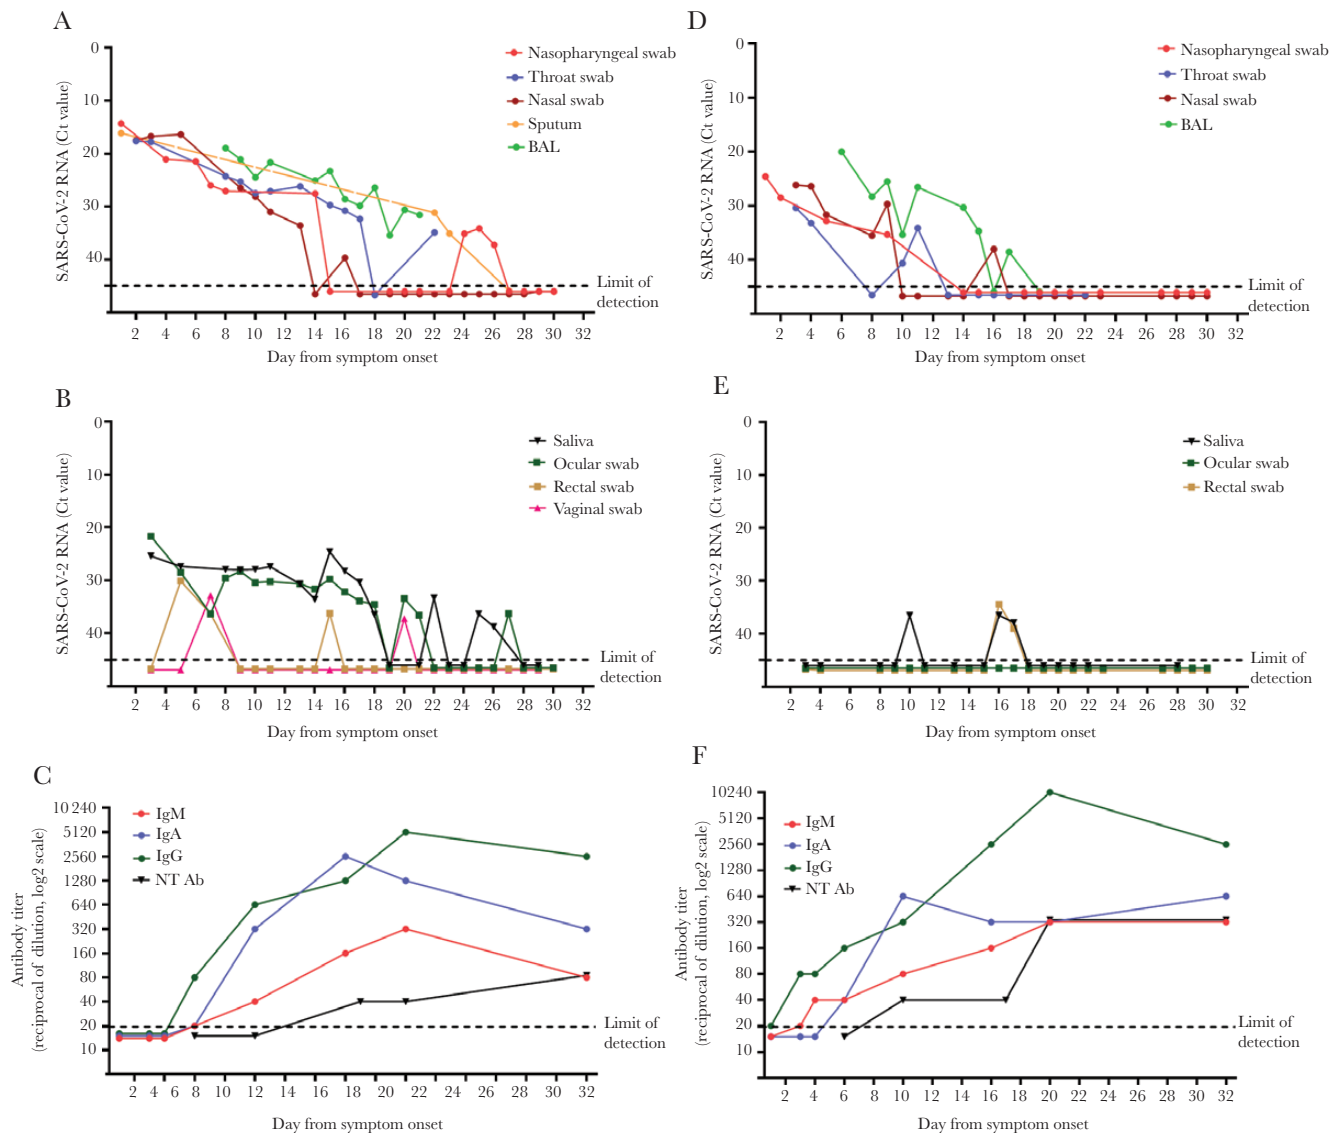 A
SARS-CoV-2 RNA (Ct value)
0
10
20
30
40
Nasopharyngeal swab
Throat swab
Nasal swab
Sputum
BAL
Limit of
detection
2 4 6 8 10 12 14 16 18 20 22 24 26 28 30 32
Day from symptom onset
D
SARS-CoV-2 RNA (Ct value)
0
10
20
30
40
Nasopharyngeal swab
Throat swab
Nasal swab
BAL
Limit of
detection
2 4 6 8 10 12 14 16 18 20 22 24 26 28 30 32
Day from symptom onset
B
SARS-CoV-2 RNA (Ct value)
0
10
20
30
40
Saliva
Ocular swab
Rectal swab
Vaginal swab
Limit of
detection
2 4 6 8 10 12 14 16 18 20 22 24 26 28 30 32
Day from symptom onset
E
SARS-CoV-2 RNA (Ct value)
0
10
20
30
40
Saliva
Ocular swab
Rectal swab
Limit of
detection
2 4 6 8 10 12 14 16 18 20 22 24 26 28 30 32
Day from symptom onset
C
Antibody titer
(reciprocal of dilution, log2 scale)
10 240
5120
2560
1280
640
320
160
80
40
20
10
IgM
IgA
IgG
NT Ab
Limit of
detection
2 4 6 8 10 12 14 16 18 20 22 24 26 28 30 32
Day from symptom onset
F
Antibody titer
(reciprocal of dilution, log2 scale)
10 240
5120
2560
1280
640
320
160
80
40
20
10
IgM
IgA
IgG
NT Ab
Limit of
detection
2 4 6 8 10 12 14 16 18 20 22 24 26 28 30 32
Day from symptom onset